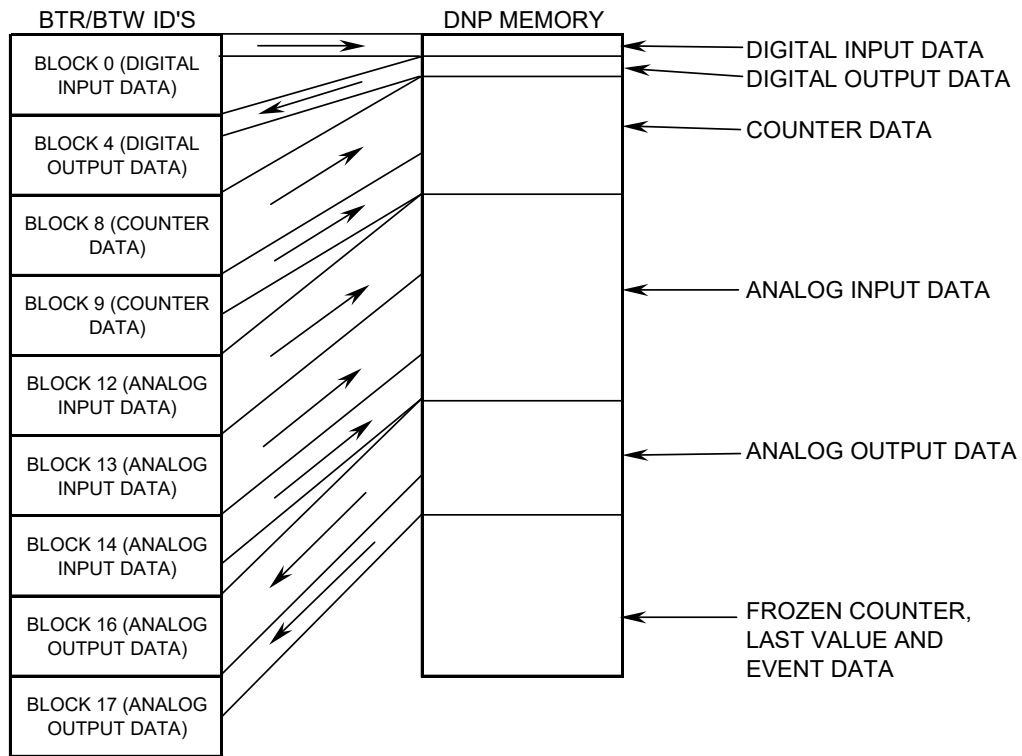 BTR/BTW ID'S
DNP MEMORY
BLOCK 0 (DIGITAL
INPUT DATA)
BLOCK 4 (DIGITAL
OUTPUT DATA)
BLOCK 8 (COUNTER
DATA)
BLOCK 9 (COUNTER
DATA)
BLOCK 12 (ANALOG
INPUT DATA)
BLOCK 13 (ANALOG
INPUT DATA)
BLOCK 14 (ANALOG
INPUT DATA)
BLOCK 16 (ANALOG
OUTPUT DATA)
BLOCK 17 (ANALOG
OUTPUT DATA)
DIGITAL INPUT DATA
DIGITAL OUTPUT DATA
COUNTER DATA
ANALOG INPUT DATA
ANALOG OUTPUT DATA
FROZEN COUNTER,
LAST VALUE AND
EVENT DATA